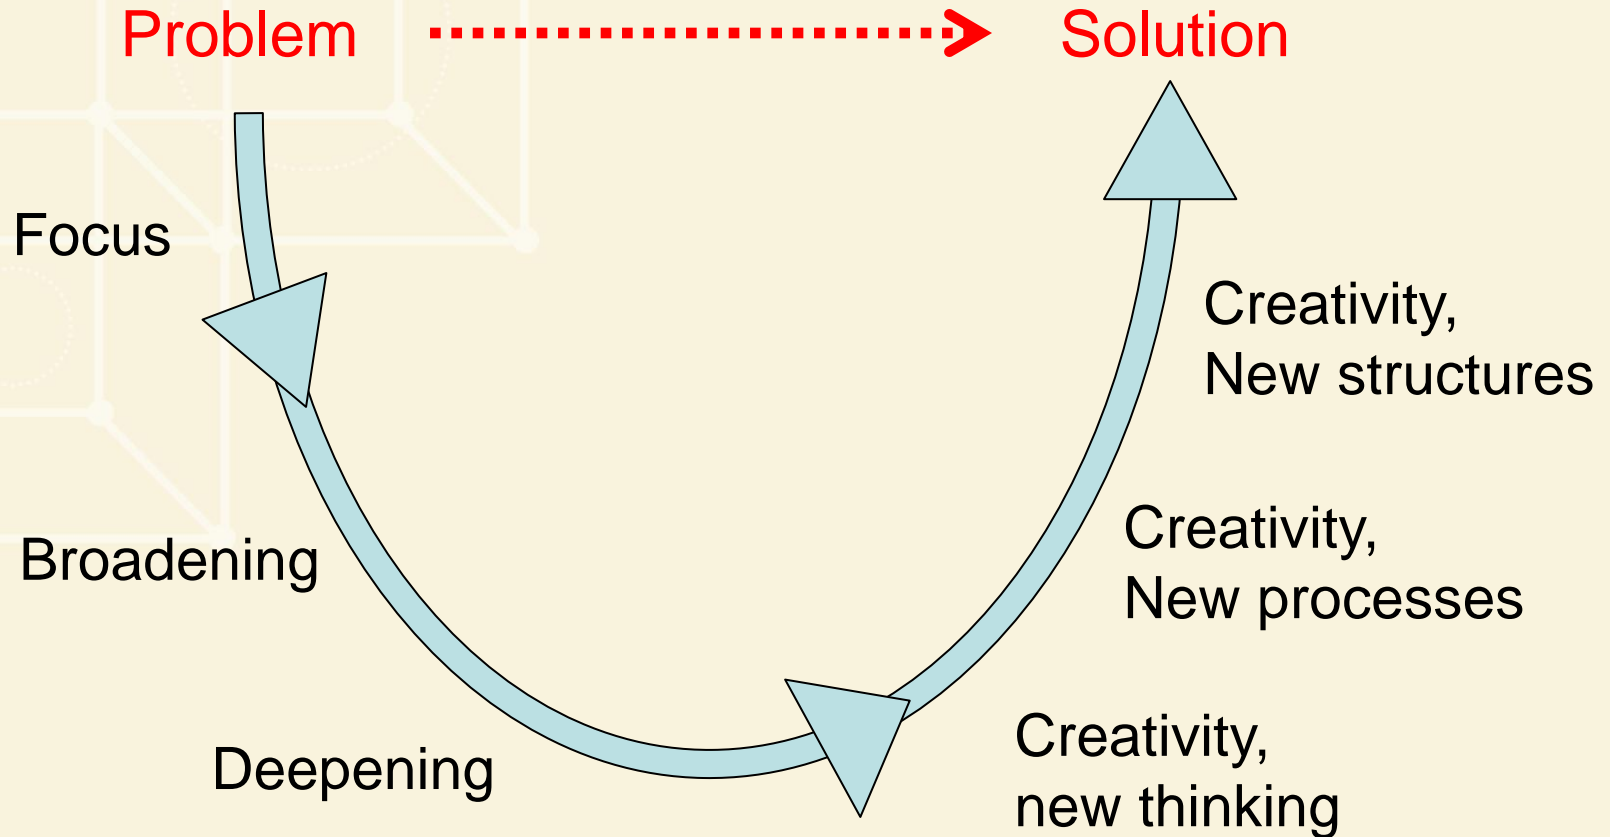 Problem
Solution
Focus
Broadening
Deepening
Creativity,
new thinking
Creativity,
New processes
Creativity,
New structures